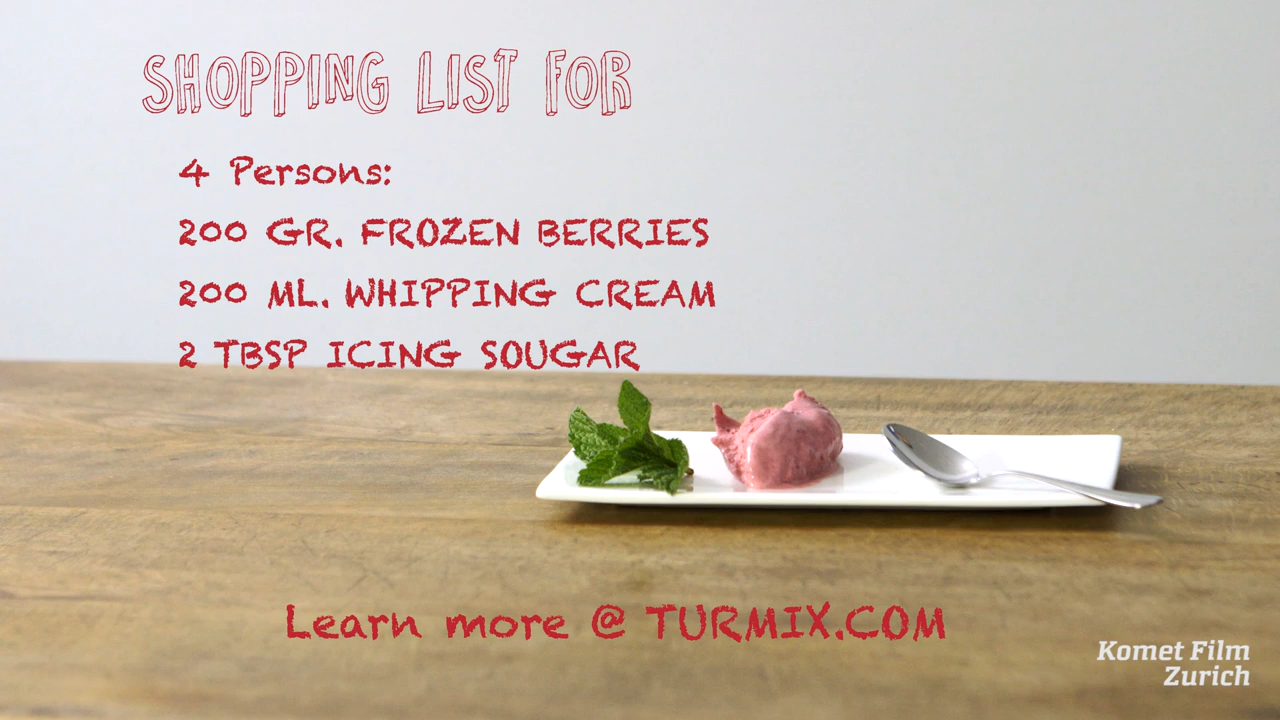 SHOPPING LIST FOR
4 Persons:
200 GR. FROZEN BERRIES
200 ML. WHIPPING CREAM
2 TBSP ICING SOUGAR
Learn more @ TURMIX.COM
Komet Film
Zurich